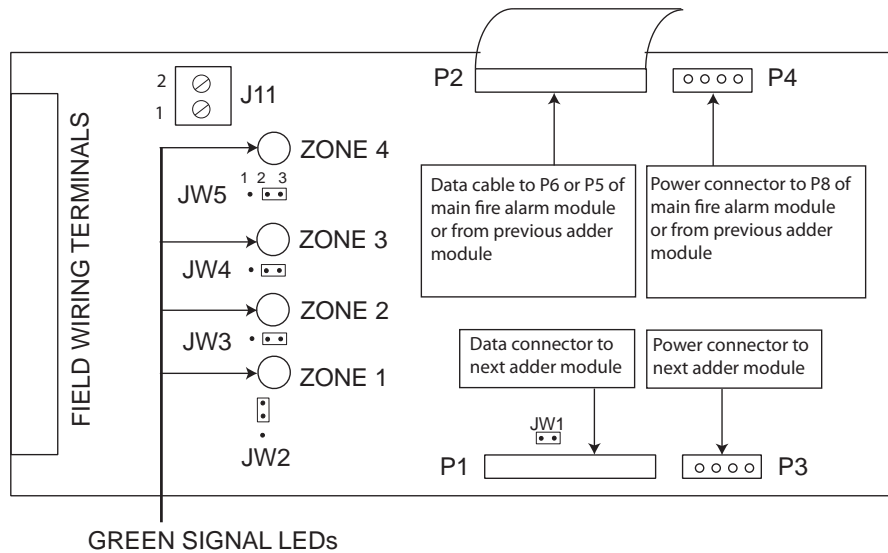 P2
P4
2
1
J11
FIELD WIRING TERMINALS
ZONE 4
1 2 3
JW5
ZONE 3
JW4
ZONE 2
JW3
ZONE 1
JW2
Data cable to P6 or P5 of
main fire alarm module
or from previous adder
module
Power connector to P8 of
main fire alarm module
or from previous adder
module
Data connector to
next adder module
Power connector to
next adder module
JW1
P1
P3
GREEN SIGNAL LEDs